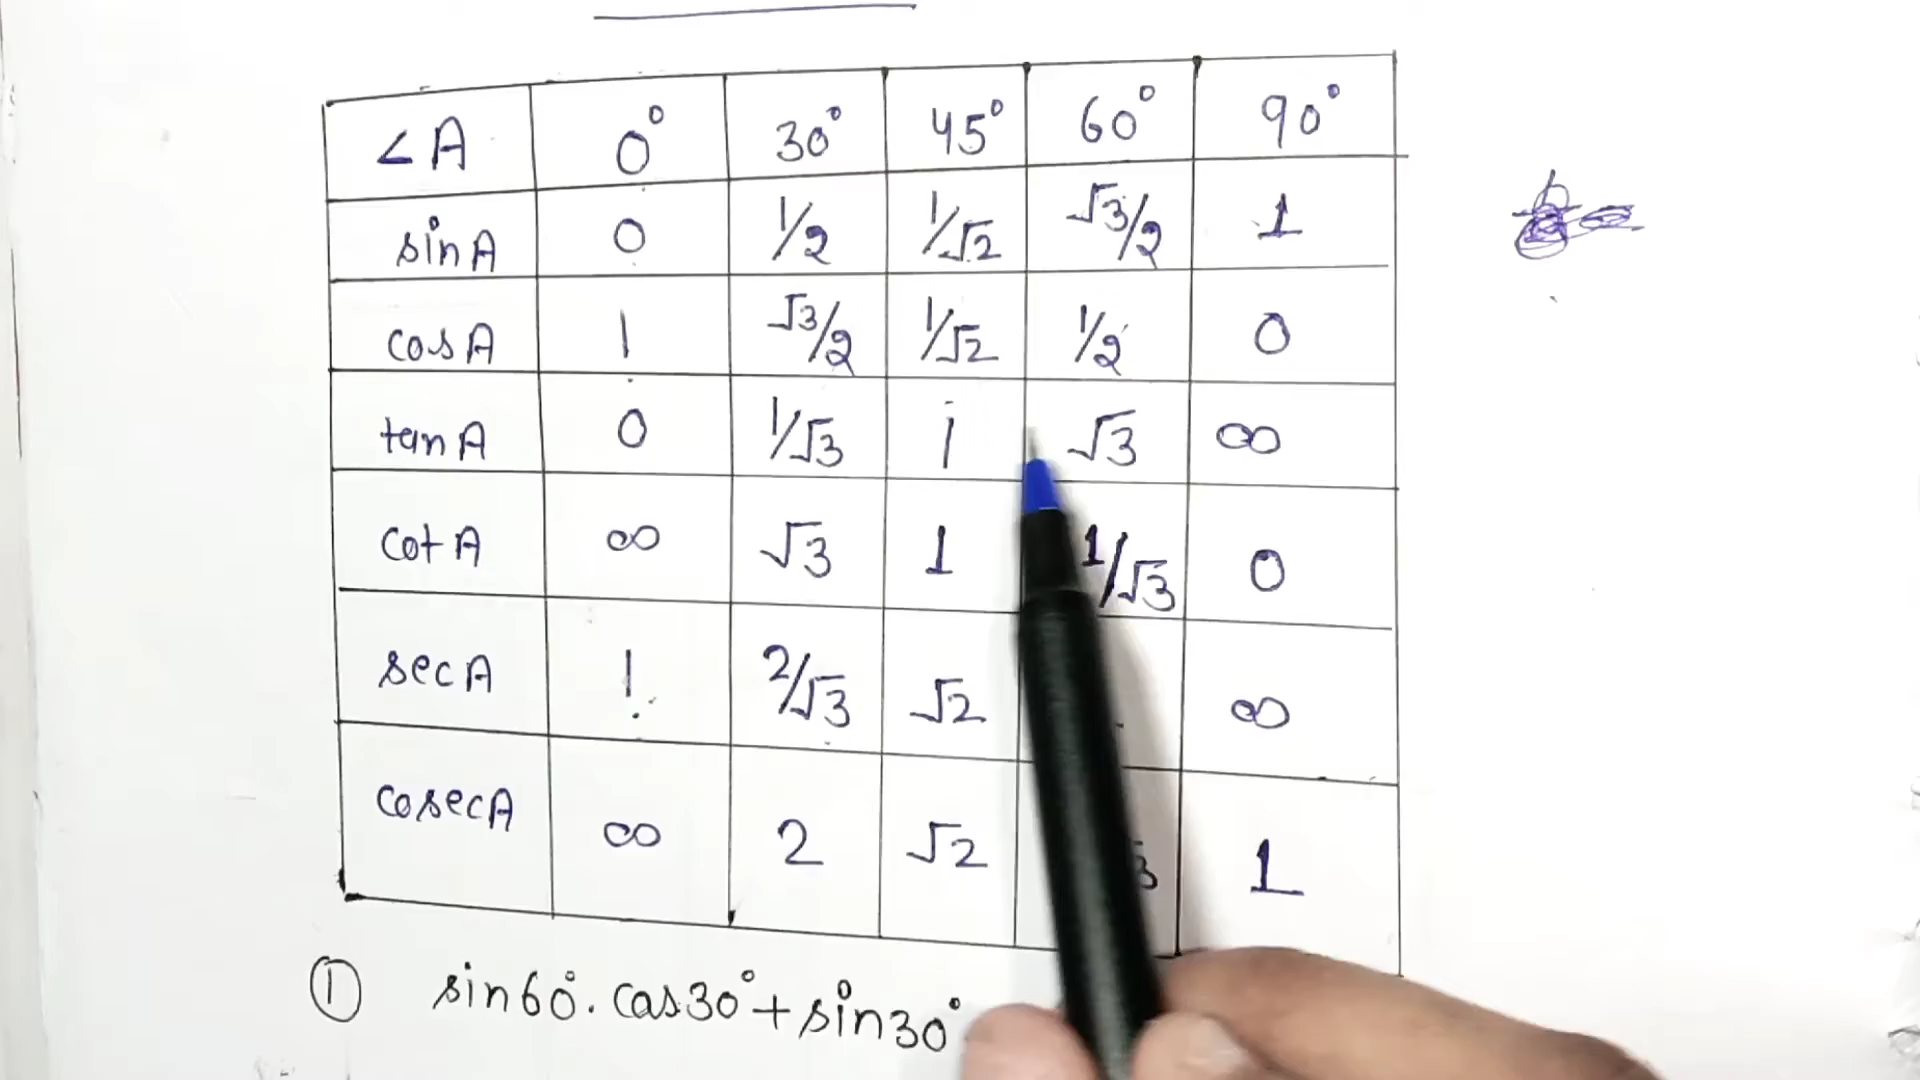 ∠A 0° 30° 45° 60° 90°
sinA 0 1/2 1/√2 √3/2 1
cosA 1 √3/2 1/√2 1/2 0
tanA 0 1/√3 1 √3 ∞
cotA ∞ √3 1 1/√3 0
secA 1 2/√3 √2 ∞
cosecA ∞ 2 √2 3 1
① sin60°. cos30° + sin30°